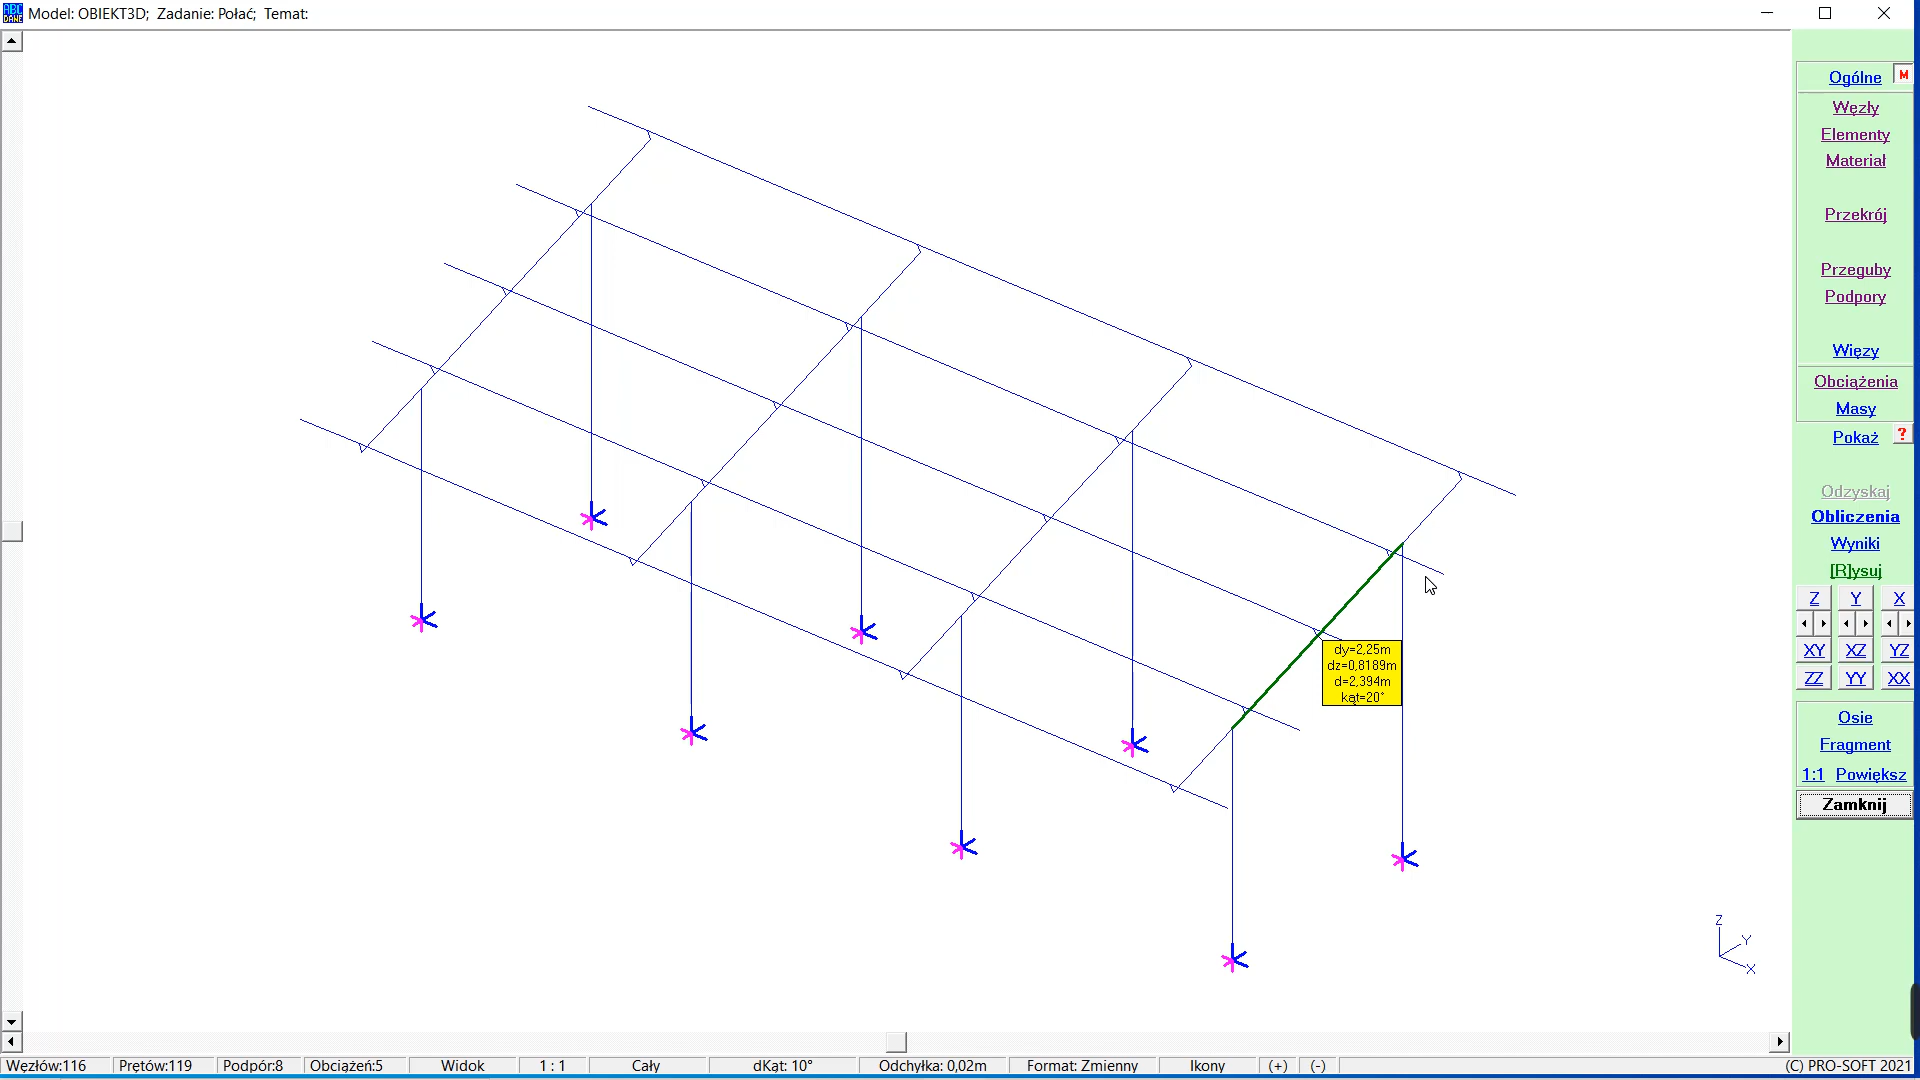 ABC
DANE
Model: OBIEKT3D;  Zadanie: Połać;  Temat:
Ogólne
M
Węzły
Elementy
Materiał
Przekrój
Przeguby
Podpory
Więzy
Obciążenia
Masy
Pokaż
?
Odzyskaj
Obliczenia
Wyniki
[R]ysuj
Z Y X
XY XZ YZ
ZZ YY XX
Osie
Fragment
1:1 Powiększ
Zamknij
dy=2,25m
dz=0,8189m
d=2,394m
kąt=20°
Z
Y
X
Węzłów:116 Prętów:119 Podpór:8 Obciążeń:5 Widok 1 : 1 Cały dKąt: 10° Odchyłka: 0,02m Format: Zmienny Ikony (+) (-) (C) PRO-SOFT 2021